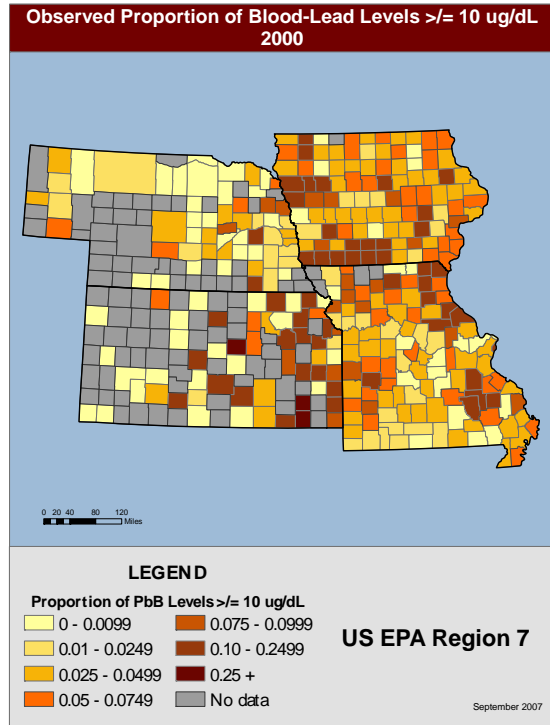 Observed Proportion of Blood-Lead Levels >/= 10 ug/dL
2000
0 20 40 80 120
Miles
LEGEND
Proportion of PbB Levels >/= 10 ug/dL
0 - 0.0099
0.01 - 0.0249
0.025 - 0.0499
0.05 - 0.0749
0.075 - 0.0999
0.10 - 0.2499
0.25 +
No data
US EPA Region 7
September 2007